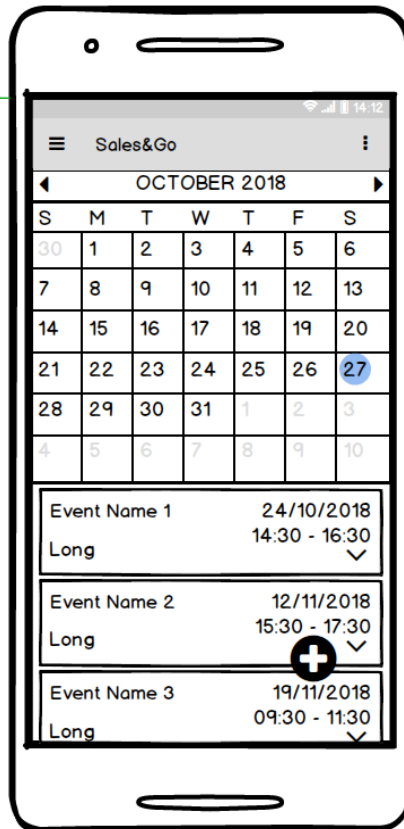 14:12
Sales&Go
OCTOBER 2018
S M T W T F S
30 1 2 3 4 5 6
7 8 9 10 11 12 13
14 15 16 17 18 19 20
21 22 23 24 25 26 27
28 29 30 31 1 2 3
4 5 6 7 8 9 10
Event Name 1 24/10/2018
14:30 - 16:30
Long
Event Name 2 12/11/2018
15:30 - 17:30
Long
Event Name 3 19/11/2018
09:30 - 11:30
Long